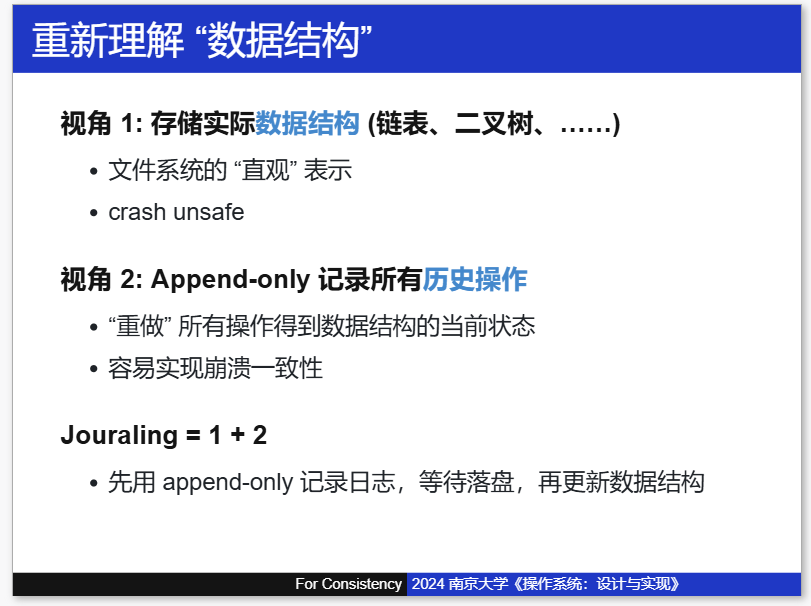 重新理解 “数据结构”
视角 1: 存储实际数据结构 (链表、二叉树、……)
• 文件系统的 “直观” 表示
• crash unsafe
视角 2: Append-only 记录所有历史操作
• “重做” 所有操作得到数据结构的当前状态
• 容易实现崩溃一致性
Jouraling = 1 + 2
• 先用 append-only 记录日志，等待落盘，再更新数据结构
For Consistency 2024 南京大学《操作系统：设计与实现》